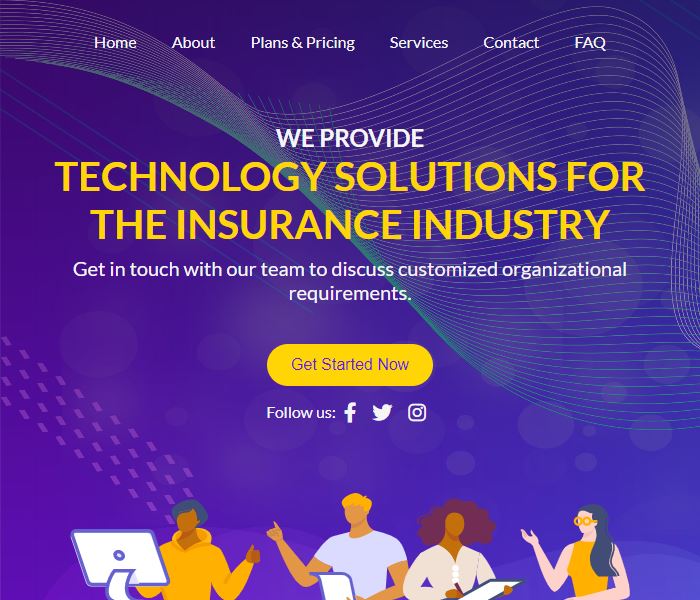 Home About Plans & Pricing Services Contact FAQ
WE PROVIDE
TECHNOLOGY SOLUTIONS FOR
THE INSURANCE INDUSTRY
Get in touch with our team to discuss customized organizational
requirements.
Get Started Now
Follow us: